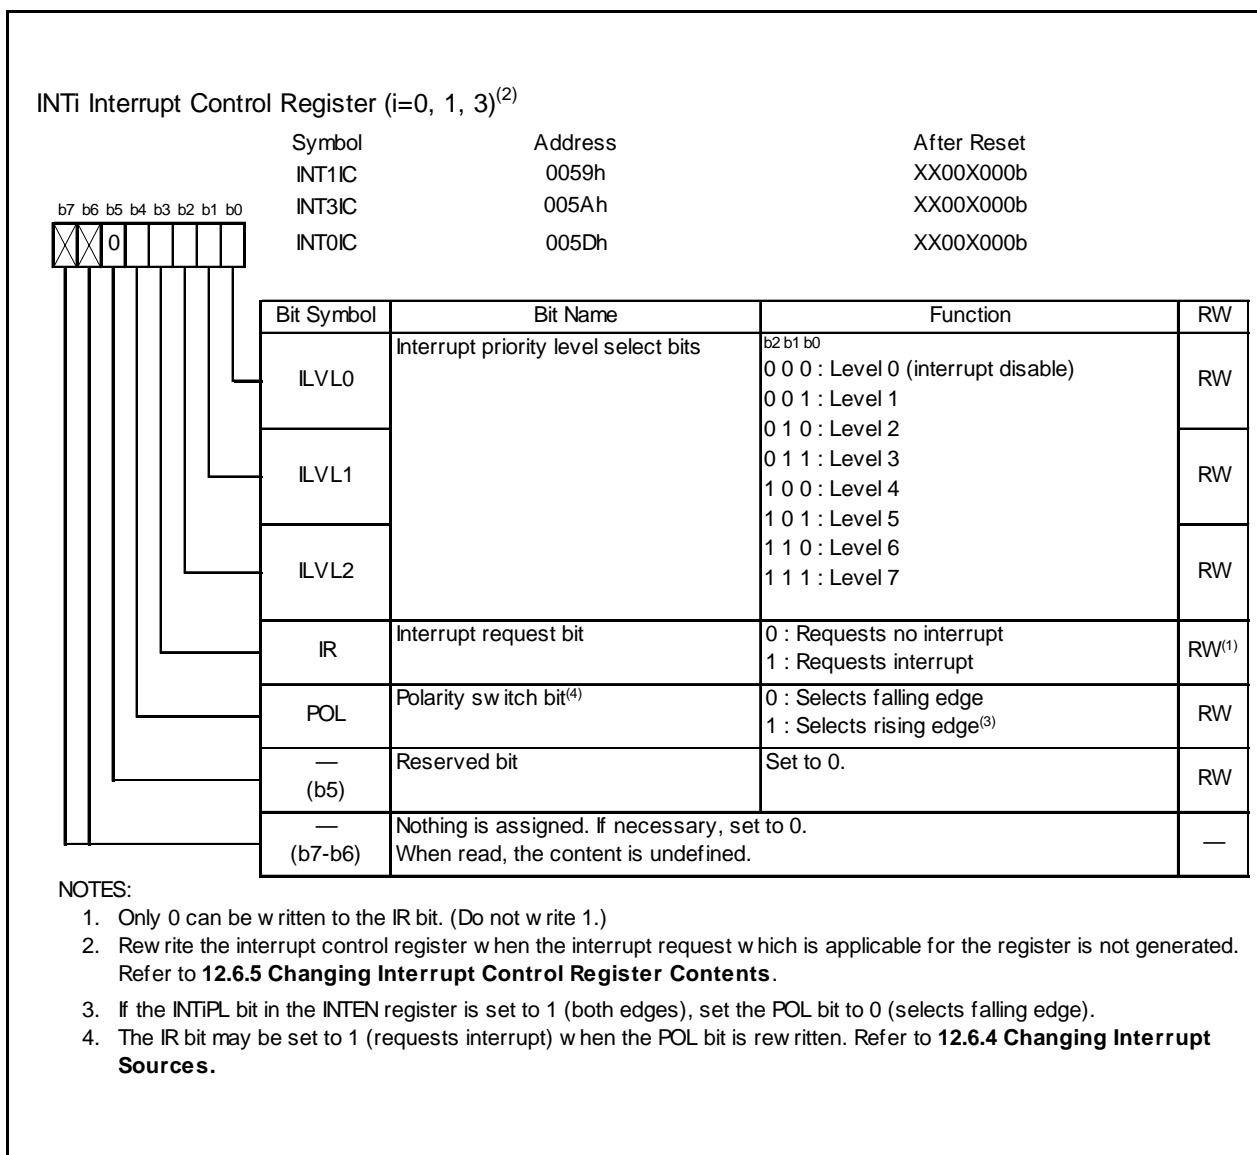 INTi Interrupt Control Register (i=0, 1, 3)(2)
Symbol Address After Reset
INT1IC 0059h XX00X000b
INT3IC 005Ah XX00X000b
INT0IC 005Dh XX00X000b
b7 b6 b5 b4 b3 b2 b1 b0
0
Bit Symbol Bit Name Function RW
ILVL0 Interrupt priority level select bits b2 b1 b0
0 0 0 : Level 0 (interrupt disable) RW
0 0 1 : Level 1
0 1 0 : Level 2
ILVL1 0 1 1 : Level 3 RW
1 0 0 : Level 4
1 0 1 : Level 5
ILVL2 1 1 0 : Level 6 RW
1 1 1 : Level 7
IR Interrupt request bit 0 : Requests no interrupt RW(1)
1 : Requests interrupt
POL Polarity switch bit(4) 0 : Selects falling edge RW
1 : Selects rising edge(3)
— Reserved bit Set to 0. RW
(b5)
— Nothing is assigned. If necessary, set to 0. —
(b7-b6) When read, the content is undefined.
NOTES:
1. Only 0 can be written to the IR bit. (Do not write 1.)
2. Rewrite the interrupt control register when the interrupt request which is applicable for the register is not generated.
Refer to 12.6.5 Changing Interrupt Control Register Contents.
3. If the INTiPL bit in the INTEN register is set to 1 (both edges), set the POL bit to 0 (selects falling edge).
4. The IR bit may be set to 1 (requests interrupt) when the POL bit is rewritten. Refer to 12.6.4 Changing Interrupt
Sources.